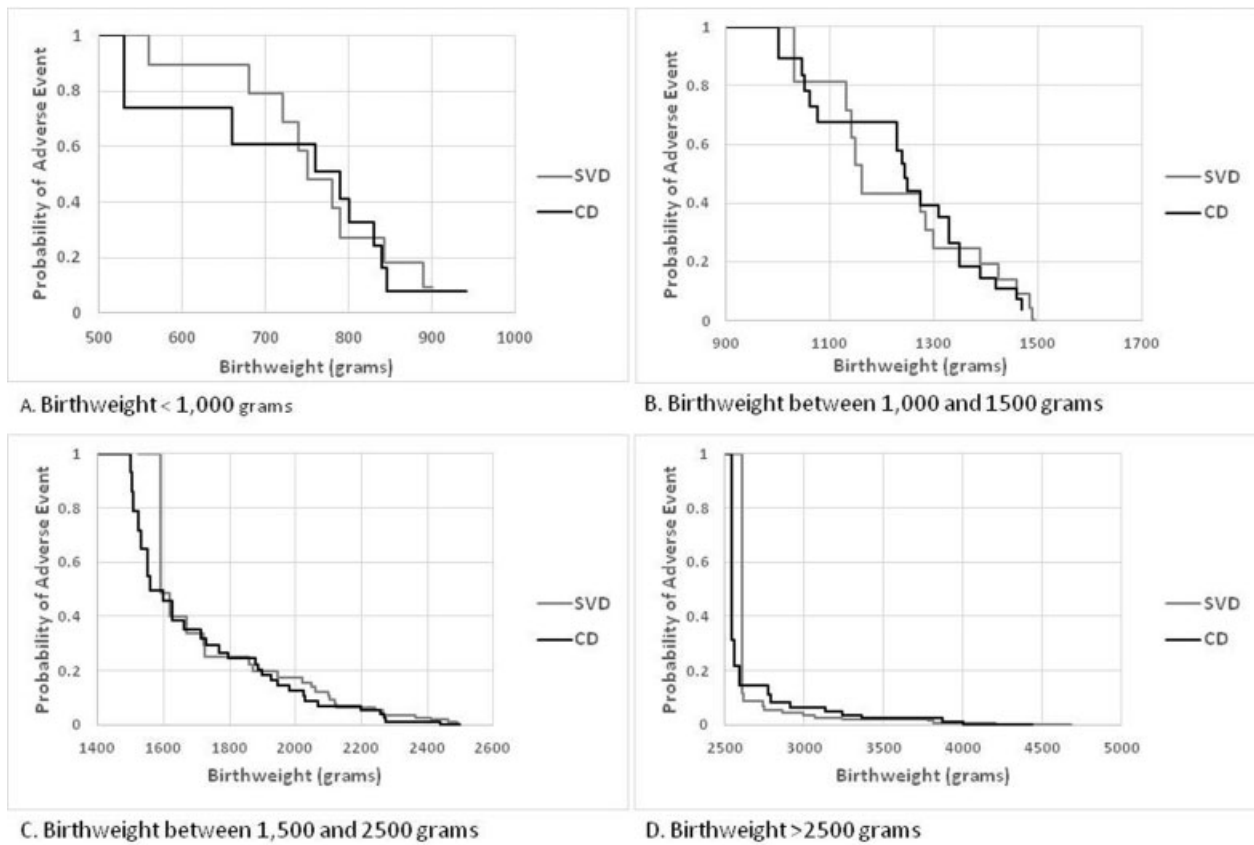 Probability of Adverse Event
1
0.8
0.6
0.4
0.2
0
500 600 700 800 900 1000
Birthweight (grams)
SVD
CD
A. Birthweight < 1,000 grams
Probability of Adverse Event
1
0.8
0.6
0.4
0.2
0
900 1100 1300 1500 1700
Birthweight (grams)
SVD
CD
B. Birthweight between 1,000 and 1500 grams
Probability of Adverse Event
1
0.8
0.6
0.4
0.2
0
1400 1600 1800 2000 2200 2400 2600
Birthweight (grams)
SVD
CD
C. Birthweight between 1,500 and 2500 grams
Probability of Adverse Event
1
0.8
0.6
0.4
0.2
0
2500 3000 3500 4000 4500 5000
Birthweight (grams)
SVD
CD
D. Birthweight >2500 grams